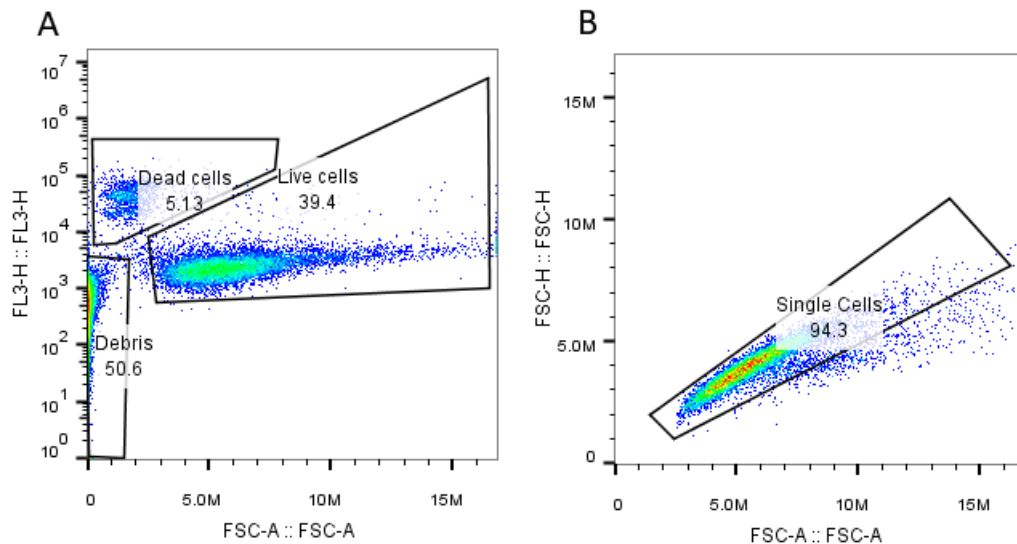 A
B
10^7
10^6
10^5
10^4
10^3
10^2
10^1
10^0
FL3-H :: FL3-H
Dead cells
5.13
Live cells
39.4
Debris
50.6
0
5.0M
10M
15M
FSC-A :: FSC-A
15M
10M
5.0M
0
FSC-H :: FSC-H
Single Cells
94.3
0
5.0M
10M
15M
FSC-A :: FSC-A